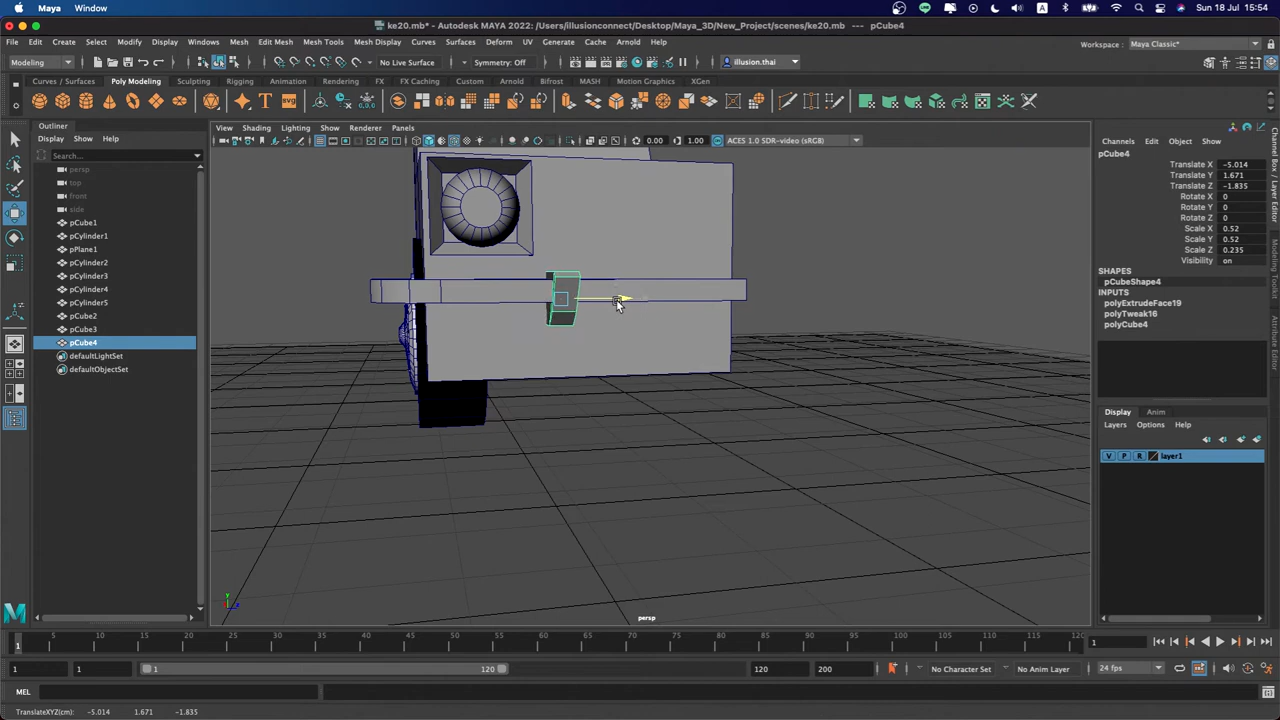 Maya Window
Sun 18 Jul 15:54
ke20.mb* - Autodesk MAYA 2022: /Users/illusionconnect/Desktop/Maya_3D/New_Project/scenes/ke20.mb --- pCube4
File Edit Create Select Modify Display Windows Mesh Edit Mesh Mesh Tools Mesh Display Curves Surfaces Deform UV Generate Cache Arnold Help
Workspace : Maya Classic*
Modeling
No Live Surface
Symmetry: Off
illusion.thai
Curves / Surfaces Poly Modeling Sculpting Rigging Animation Rendering FX FX Caching Custom Arnold Bifrost MASH Motion Graphics XGen
Outliner
Display Show Help
Search...
persp
top
front
side
pCube1
pCylinder1
pPlane1
pCylinder2
pCylinder3
pCylinder4
pCylinder5
pCube2
pCube3
pCube4
defaultLightSet
defaultObjectSet
View Shading Lighting Show Renderer Panels
0.00 1.00 ACES 1.0 SDR-video (sRGB)
persp
Channels Edit Object Show
pCube4
Translate X -5.014
Translate Y 1.671
Translate Z -1.835
Rotate X 0
Rotate Y 0
Rotate Z 0
Scale X 0.52
Scale Y 0.52
Scale Z 0.235
Visibility on
SHAPES
pCubeShape4
INPUTS
polyExtrudeFace19
polyTweak16
polyCube4
Display Anim
Layers Options Help
V P R layer1
Channel Box / Layer Editor
Modeling Toolkit
Attribute Editor
5 10 15 20 25 30 35 40 45 50 55 60 65 70 75 80 85 90 95 100 105 110 115 120
1
1
1 1 1 120 120 200 No Character Set No Anim Layer 24 fps
MEL
TranslateXYZ(cm): -5.014 1.671 -1.835